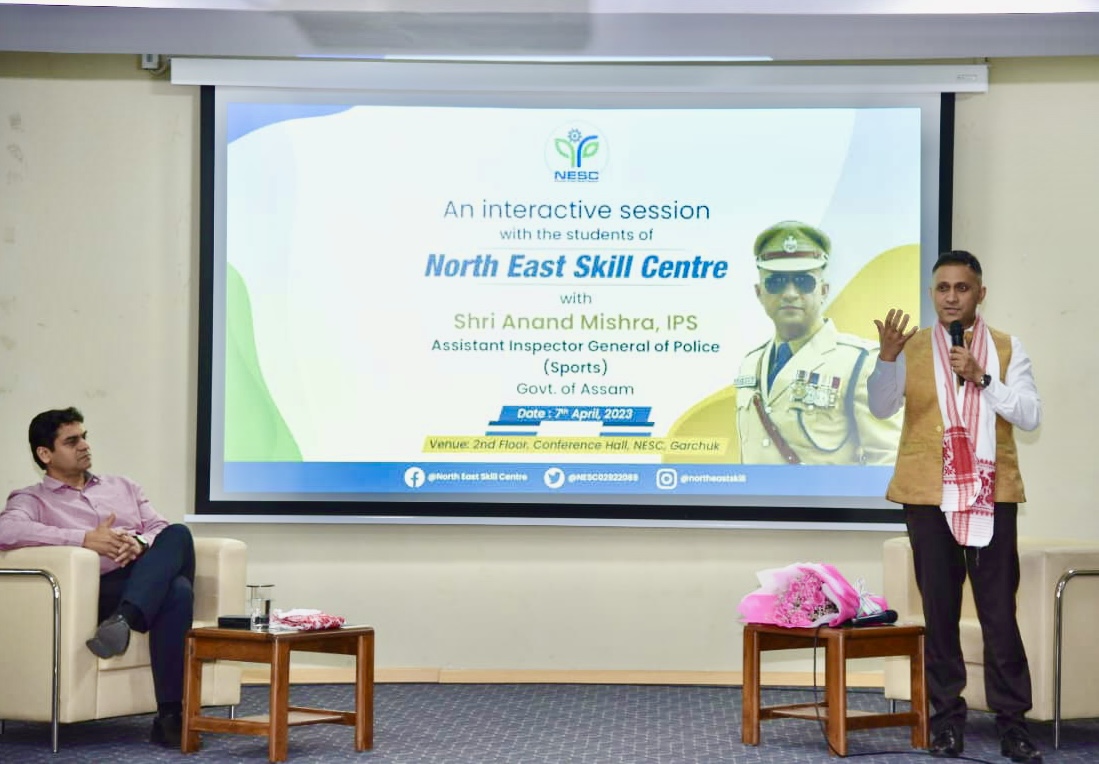 NESC
An interactive session
with the students of
North East Skill Centre
with
Shri Anand Mishra, IPS
Assistant Inspector General of Police
(Sports)
Govt. of Assam
Date : 7th April, 2023
Venue: 2nd Floor, Conference Hall, NESC, Garchuk
@North East Skill Centre @NESC02922089 @northeastskill